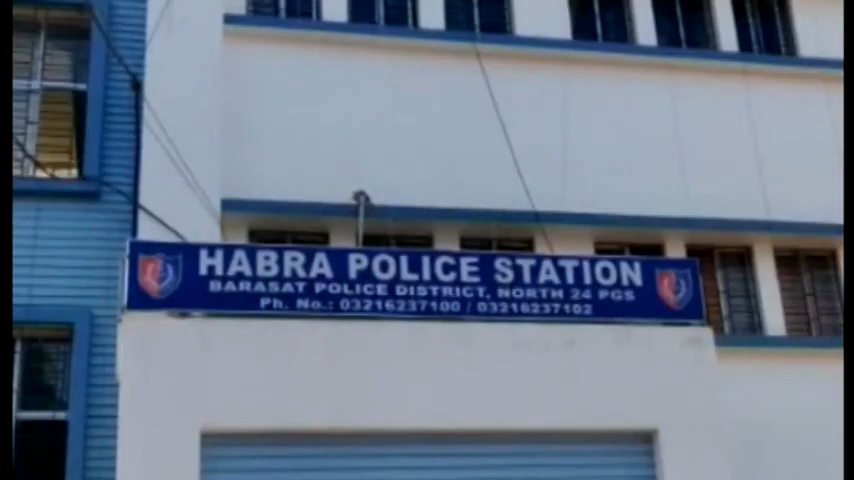 HABRA POLICE STATION
BARASAT POLICE DISTRICT, NORTH 24 PGS
Ph. No.: 03216237100 / 03216237102